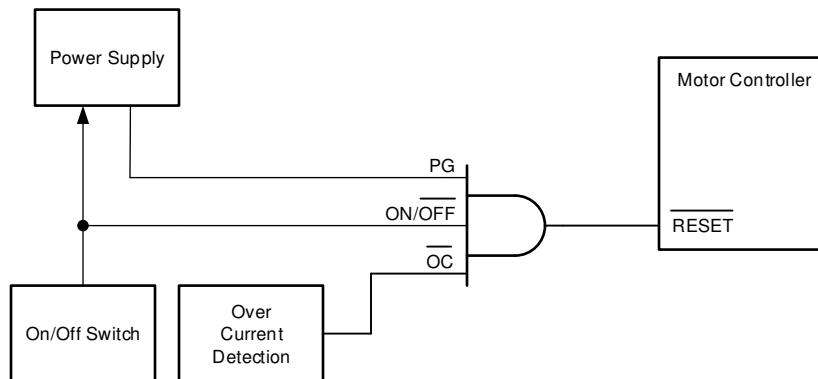 Power Supply
Motor Controller
PG
ON/OFF
RESET
OC
On/Off Switch
Over
Current
Detection